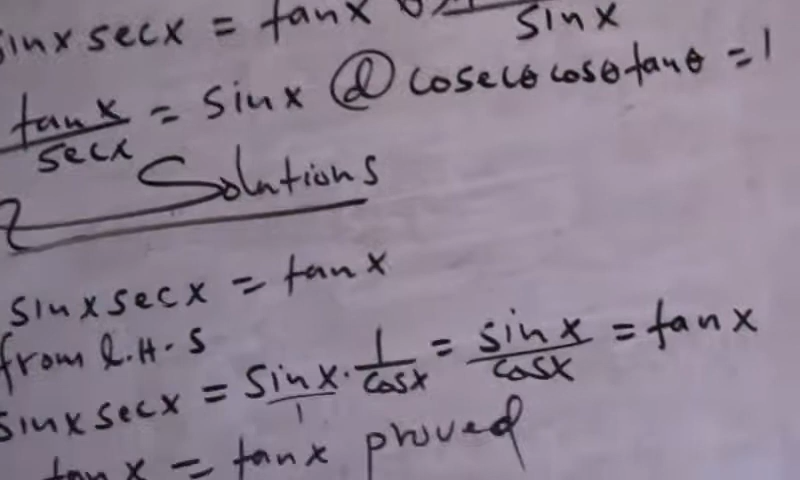 sinx secx = tanx
sinx
tanx/secx = sinx (d) cosecθ cosθ tanθ = 1
Solutions
sinx secx = tanx
from L.H.S
sinx secx = sinx/1 . 1/cosx = sinx/cosx = tanx
tanx = tanx proved